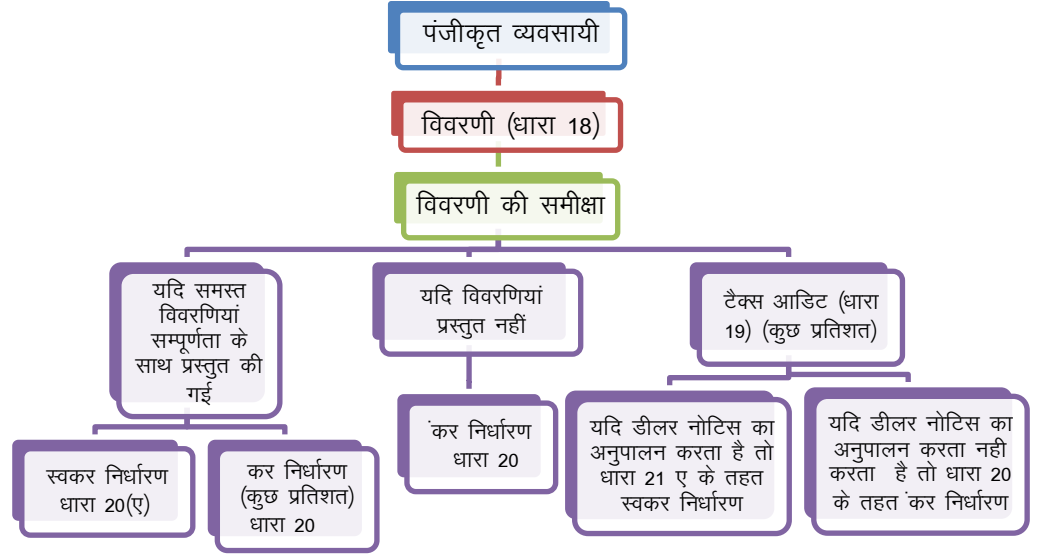 पंजीकृत व्यवसायी
विवरणी (धारा 18)
विवरणी की समीक्षा
यदि समस्त
विवरणियां
सम्पूर्णता के
साथ प्रस्तुत की
गई
स्वकर निर्धारण
धारा 20(ए)
कर निर्धारण
(कुछ प्रतिशत)
धारा 20
यदि विवरणियां
प्रस्तुत नहीं
ंकर निर्धारण
धारा 20
टैक्स आडिट (धारा
19) (कुछ प्रतिशत)
यदि डीलर नोटिस का
अनुपालन करता है तो
धारा 21 ए के तहत
स्वकर निर्धारण
यदि डीलर नोटिस का
अनुपालन करता नही
करता है तो धारा 20
के तहत ंकर निर्धारण